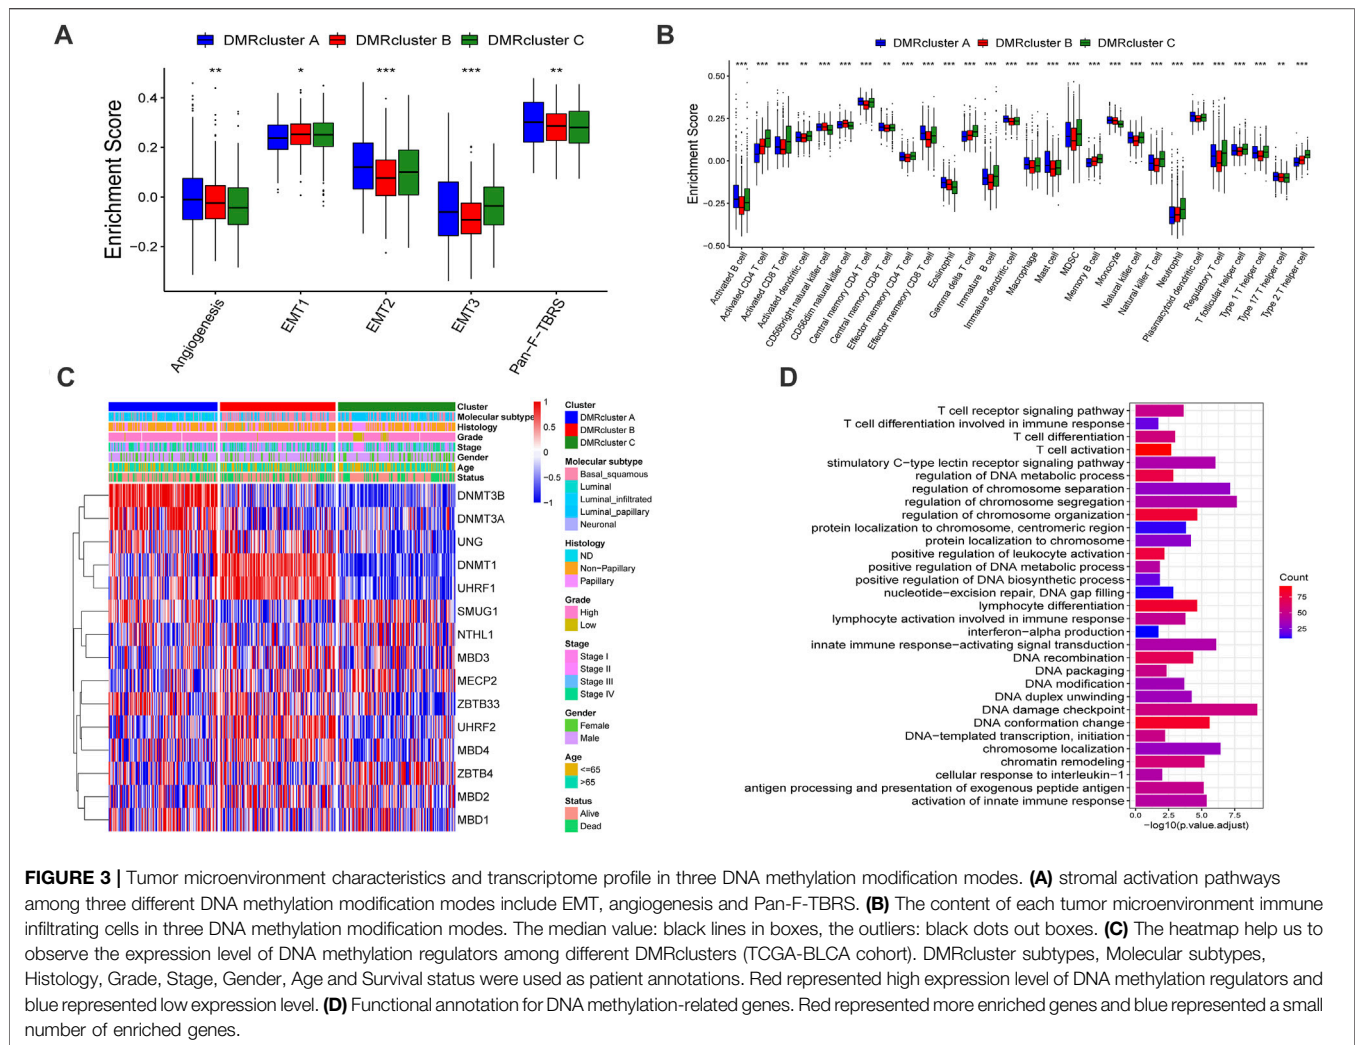 A
DMRcluster A DMRcluster B DMRcluster C
** * *** *** **
Enrichment Score
0.4
0.2
0.0
−0.2
Angiogenesis
EMT1
EMT2
EMT3
Pan−F−TBRS
B
DMRcluster A DMRcluster B DMRcluster C
*** *** *** ** *** *** *** ** *** *** *** *** *** *** *** *** *** *** *** *** *** *** *** *** *** *** ** ***
Enrichment Score
0.50
0.25
0.00
−0.25
−0.50
Activated B cell
Activated CD4 T cell
Activated CD8 T cell
Activated dendritic cell
CD56bright natural killer cell
CD56dim natural killer cell
Central memory CD4 T cell
Central memory CD8 T cell
Effector memeory CD4 T cell
Effector memeory CD8 T cell
Eosinophil
Gamma delta T cell
Immature B cell
Immature dendritic cell
Macrophage
Mast cell
MDSC
Memory B cell
Monocyte
Natural killer cell
Natural killer T cell
Neutrophil
Plasmacytoid dendritic cell
Regulatory T cell
T follicular helper cell
Type 1 T helper cell
Type 17 T helper cell
Type 2 T helper cell
C
Cluster
Molecular subtype
Histology
Grade
Stage
Gender
Age
Status
DNMT3B
DNMT3A
UNG
DNMT1
UHRF1
SMUG1
NTHL1
MBD3
MECP2
ZBTB33
UHRF2
MBD4
ZBTB4
MBD2
MBD1
1
0.5
0
−0.5
−1
Cluster
DMRcluster A
DMRcluster B
DMRcluster C
Molecular subtype
Basal_squamous
Luminal
Luminal_infiltrated
Luminal_papillary
Neuronal
Histology
ND
Non−Papillary
Papillary
Grade
High
Low
Stage
Stage I
Stage II
Stage III
Stage IV
Gender
Female
Male
Age
<=65
>65
Status
Alive
Dead
D
T cell receptor signaling pathway
T cell differentiation involved in immune response
T cell differentiation
T cell activation
stimulatory C−type lectin receptor signaling pathway
regulation of DNA metabolic process
regulation of chromosome separation
regulation of chromosome segregation
regulation of chromosome organization
protein localization to chromosome, centromeric region
protein localization to chromosome
positive regulation of leukocyte activation
positive regulation of DNA metabolic process
positive regulation of DNA biosynthetic process
nucleotide−excision repair, DNA gap filling
lymphocyte differentiation
lymphocyte activation involved in immune response
interferon−alpha production
innate immune response−activating signal transduction
DNA recombination
DNA packaging
DNA modification
DNA duplex unwinding
DNA damage checkpoint
DNA conformation change
DNA−templated transcription, initiation
chromosome localization
chromatin remodeling
cellular response to interleukin−1
antigen processing and presentation of exogenous peptide antigen
activation of innate immune response
0.0 2.5 5.0 7.5
−log10(p.value.adjust)
Count
75
50
25
FIGURE 3 | Tumor microenvironment characteristics and transcriptome profile in three DNA methylation modification modes. (A) stromal activation pathways
among three different DNA methylation modification modes include EMT, angiogenesis and Pan-F-TBRS. (B) The content of each tumor microenvironment immune
infiltrating cells in three DNA methylation modification modes. The median value: black lines in boxes, the outliers: black dots out boxes. (C) The heatmap help us to
observe the expression level of DNA methylation regulators among different DMRclusters (TCGA-BLCA cohort). DMRcluster subtypes, Molecular subtypes,
Histology, Grade, Stage, Gender, Age and Survival status were used as patient annotations. Red represented high expression level of DNA methylation regulators and
blue represented low expression level. (D) Functional annotation for DNA methylation-related genes. Red represented more enriched genes and blue represented a small
number of enriched genes.